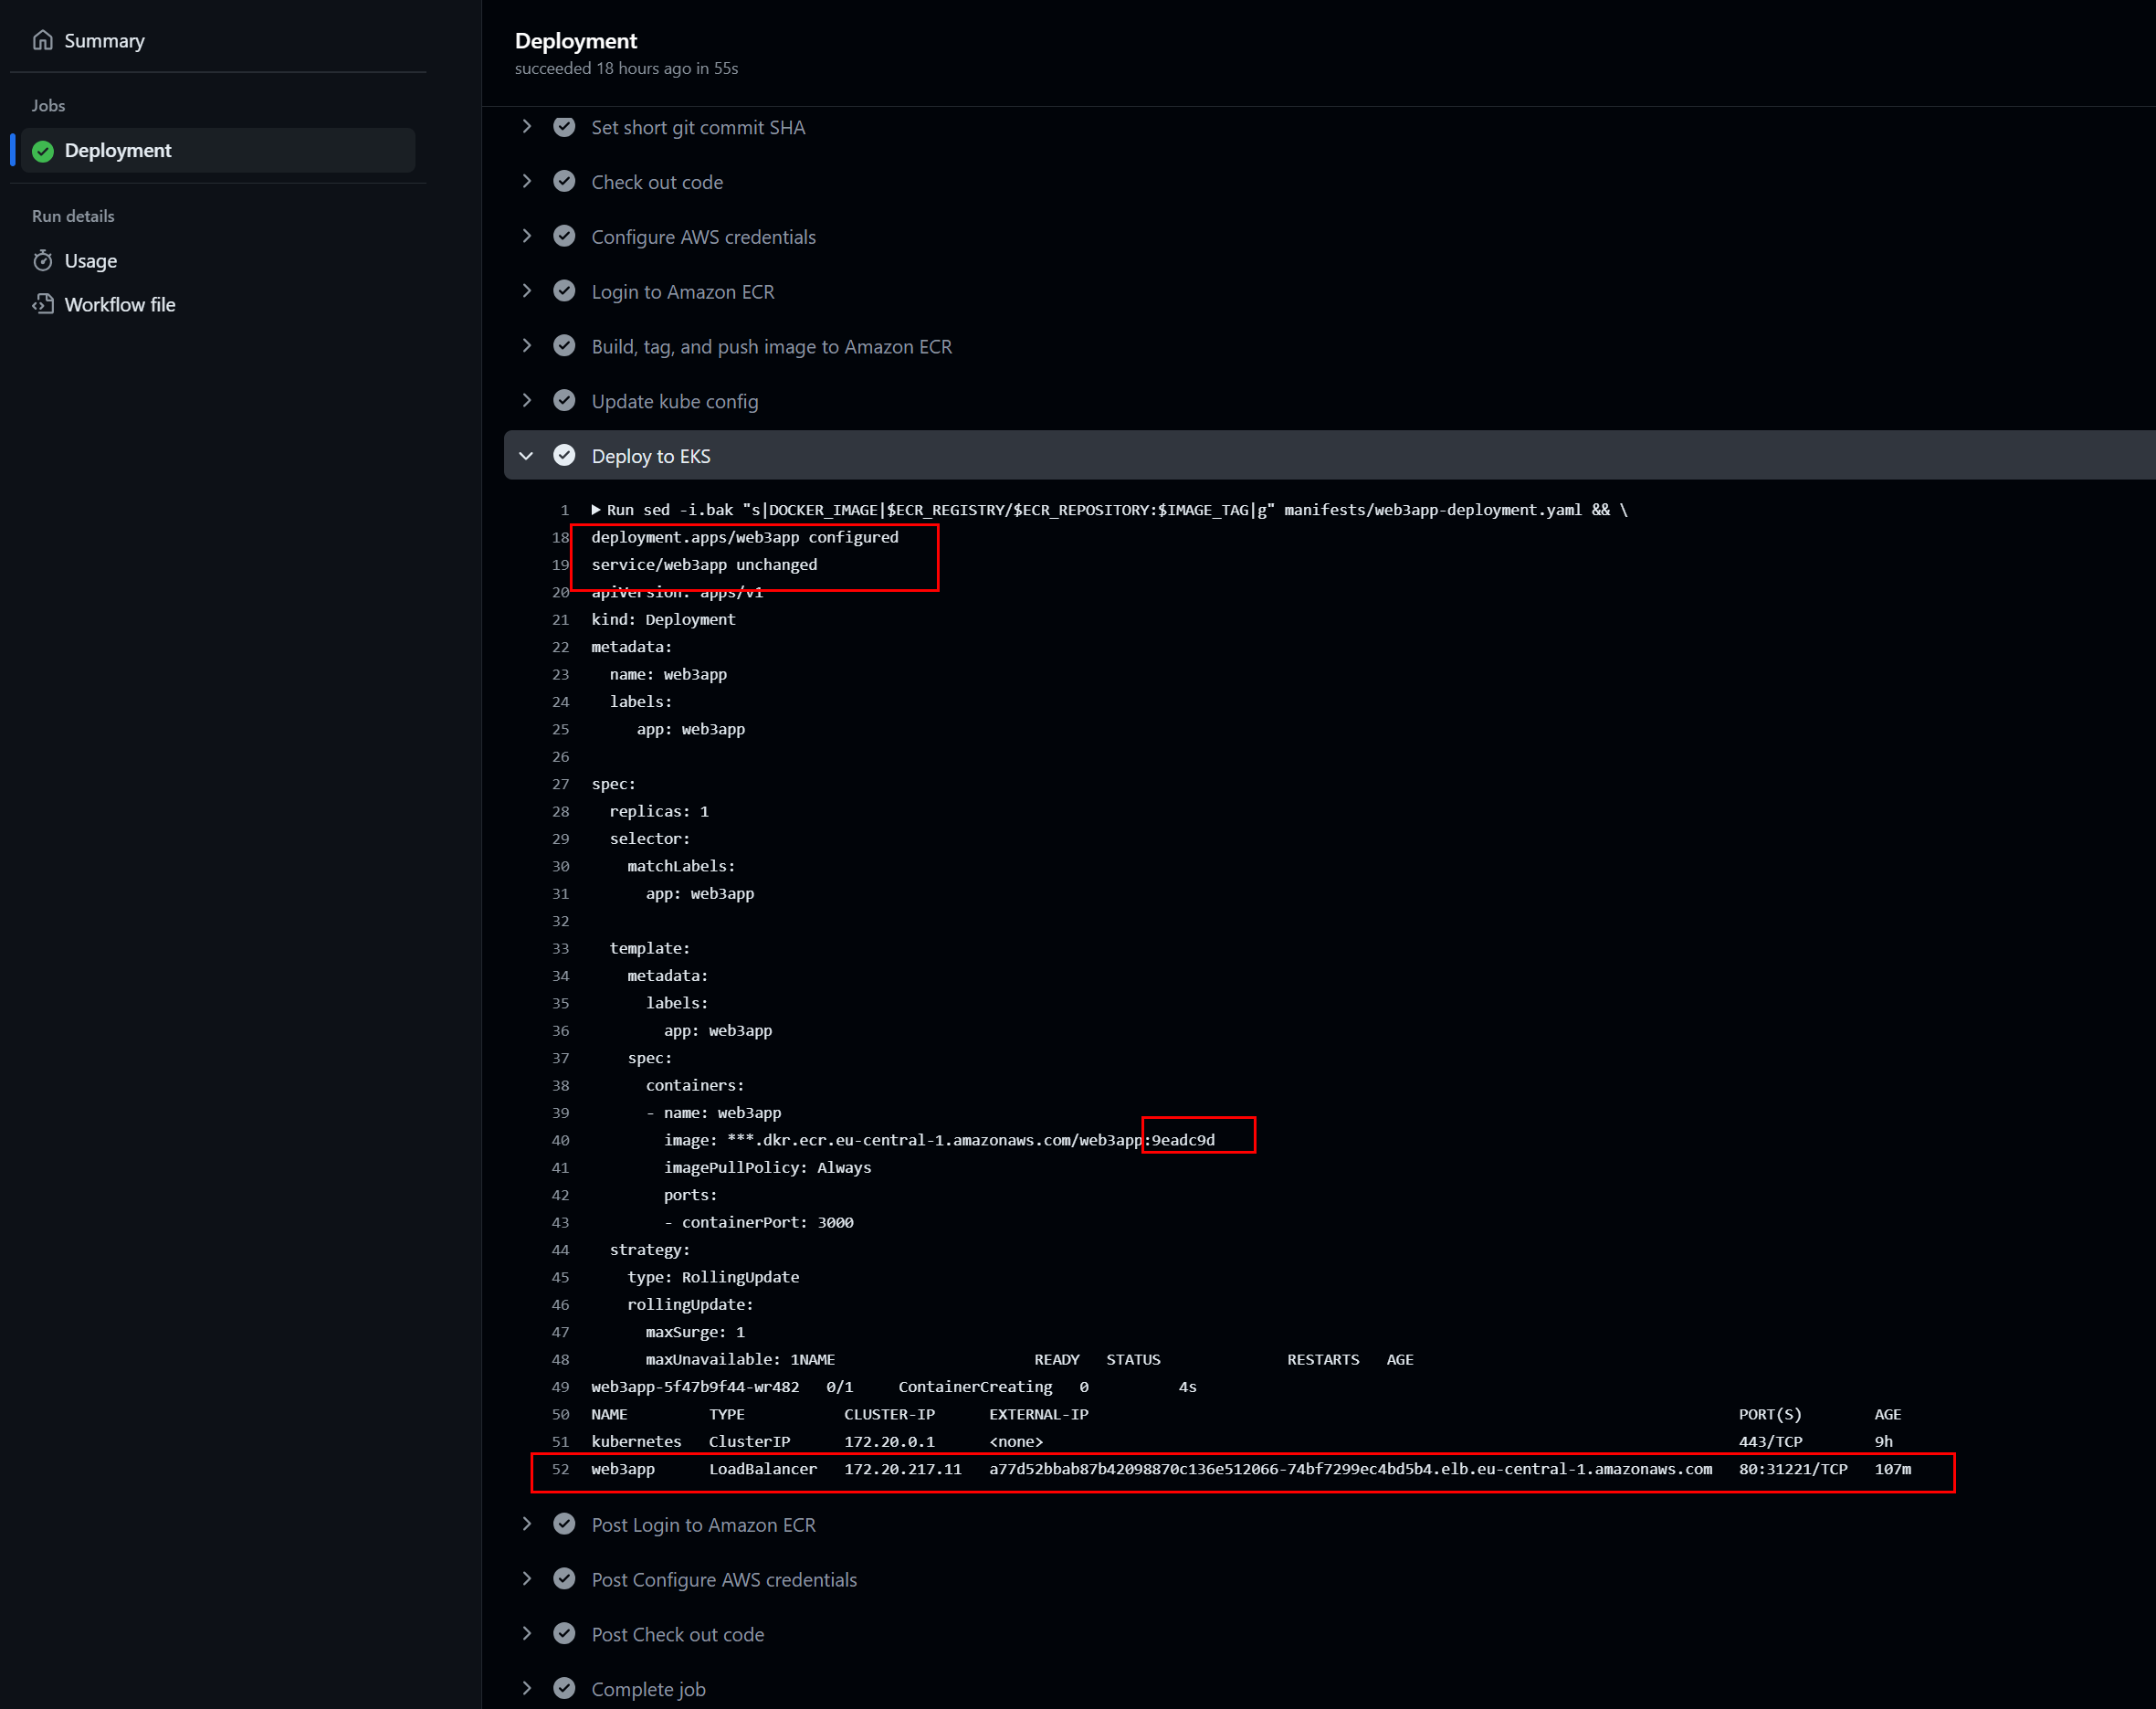 Summary
Jobs
Deployment
Run details
Usage
Workflow file
Deployment
succeeded 18 hours ago in 55s
Set short git commit SHA
Check out code
Configure AWS credentials
Login to Amazon ECR
Build, tag, and push image to Amazon ECR
Update kube config
Deploy to EKS
1 ▶ Run sed -i.bak "s|DOCKER_IMAGE|$ECR_REGISTRY/$ECR_REPOSITORY:$IMAGE_TAG|g" manifests/web3app-deployment.yaml && \
18 deployment.apps/web3app configured
19 service/web3app unchanged
20 apiVersion: apps/v1
21 kind: Deployment
22 metadata:
23 name: web3app
24 labels:
25 app: web3app
26
27 spec:
28 replicas: 1
29 selector:
30 matchLabels:
31 app: web3app
32
33 template:
34 metadata:
35 labels:
36 app: web3app
37 spec:
38 containers:
39 - name: web3app
40 image: ***.dkr.ecr.eu-central-1.amazonaws.com/web3app:9eadc9d
41 imagePullPolicy: Always
42 ports:
43 - containerPort: 3000
44 strategy:
45 type: RollingUpdate
46 rollingUpdate:
47 maxSurge: 1
48 maxUnavailable: 1NAME READY STATUS RESTARTS AGE
49 web3app-5f47b9f44-wr482 0/1 ContainerCreating 0 4s
50 NAME TYPE CLUSTER-IP EXTERNAL-IP PORT(S) AGE
51 kubernetes ClusterIP 172.20.0.1 <none> 443/TCP 9h
52 web3app LoadBalancer 172.20.217.11 a77d52bbab87b42098870c136e512066-74bf7299ec4bd5b4.elb.eu-central-1.amazonaws.com 80:31221/TCP 107m
Post Login to Amazon ECR
Post Configure AWS credentials
Post Check out code
Complete job